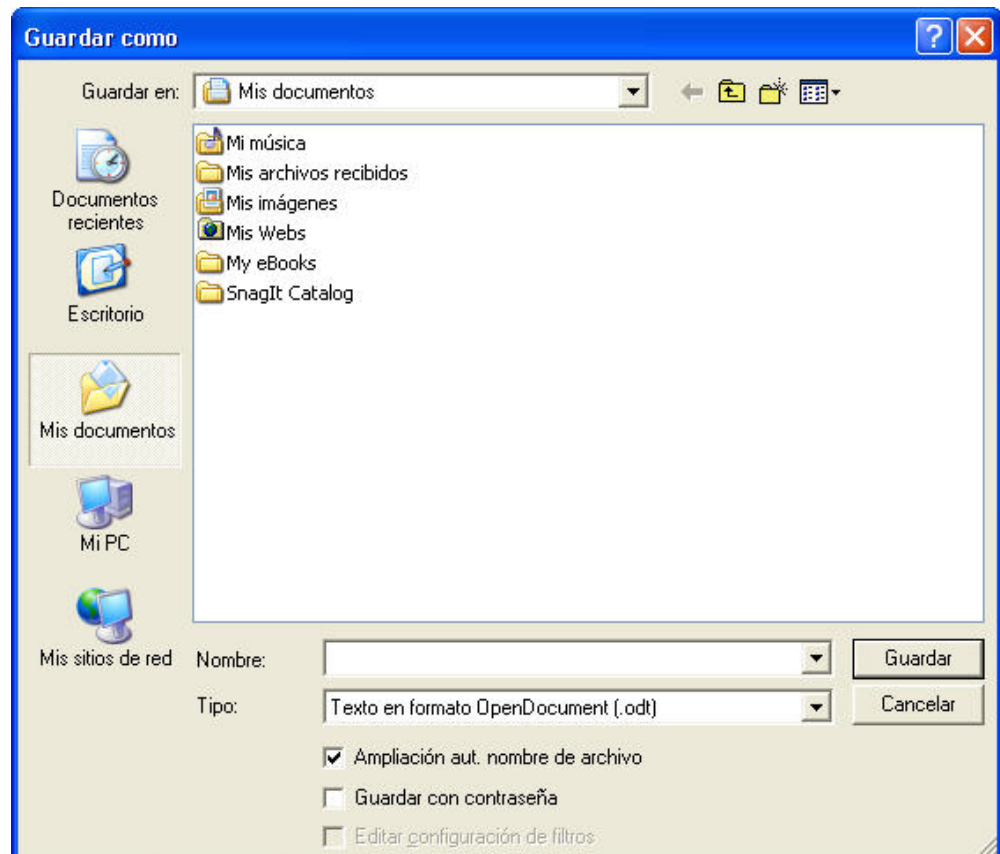 Guardar como
Guardar en:
Mis documentos
Documentos
recientes
Escritorio
Mis documentos
Mi PC
Mis sitios de red
Mi música
Mis archivos recibidos
Mis imágenes
Mis Webs
My eBooks
SnagIt Catalog
Nombre:
Guardar
Tipo:
Texto en formato OpenDocument (.odt)
Cancelar
Ampliación aut. nombre de archivo
Guardar con contraseña
Editar configuración de filtros